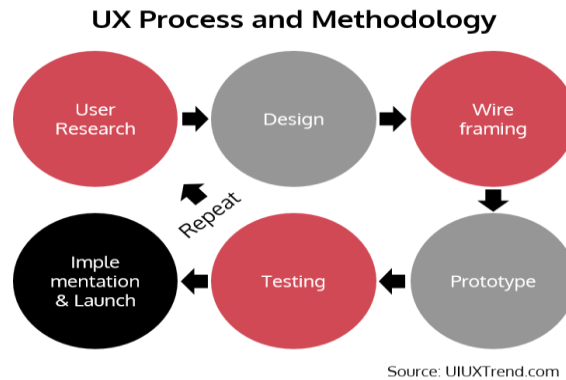 UX Process and Methodology
User
Research
Design
Wire
framing
Repeat
Imple
mentation
& Launch
Testing
Prototype
Source: UIUXTrend.com